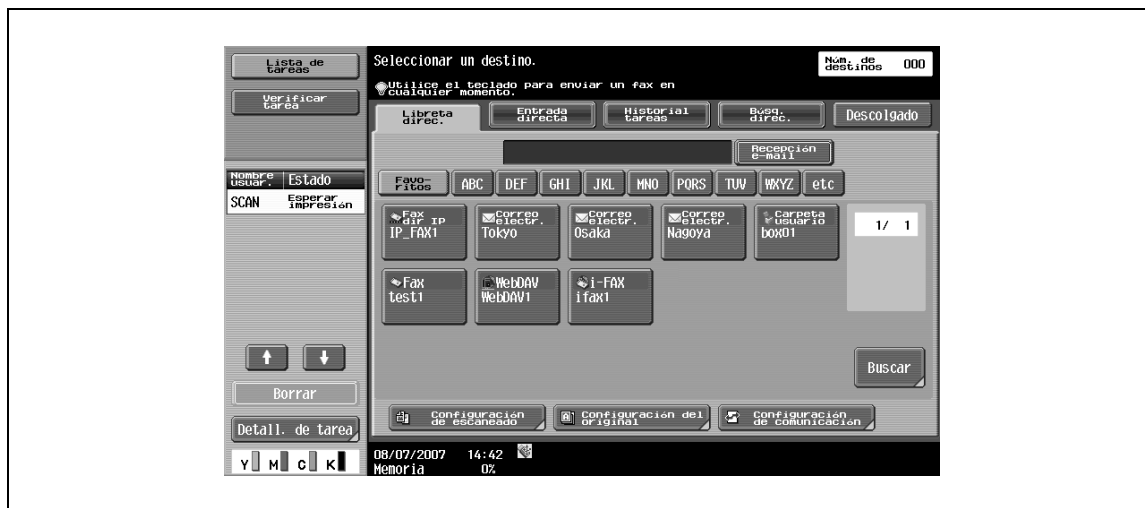 Lista de
tareas
Verificar
tarea
Nombre
usuar.
Estado
SCAN
Esperar
impresión
Borrar
Detall. de tarea
Y M C K
Seleccionar un destino.
Núm. de
destinos
000
Utilice el teclado para enviar un fax en
cualquier momento.
Libreta
direc.
Entrada
directa
Historial
tareas
Búsq.
direc.
Descolgado
Recepción
e-mail
Favo-
ritos
ABC DEF GHI JKL MNO PQRS TUV WXYZ etc
Fax
dir IP
IP_FAX1
Correo
electr.
Tokyo
Correo
electr.
Osaka
Correo
electr.
Nagoya
Carpeta
usuario
box01
1/ 1
Fax
test1
WebDAV
WebDAV1
i-FAX
ifax1
Buscar
Configuración
de escaneado
Configuración del
original
Configuración
de comunicación
08/07/2007 14:42
Memoria 0%